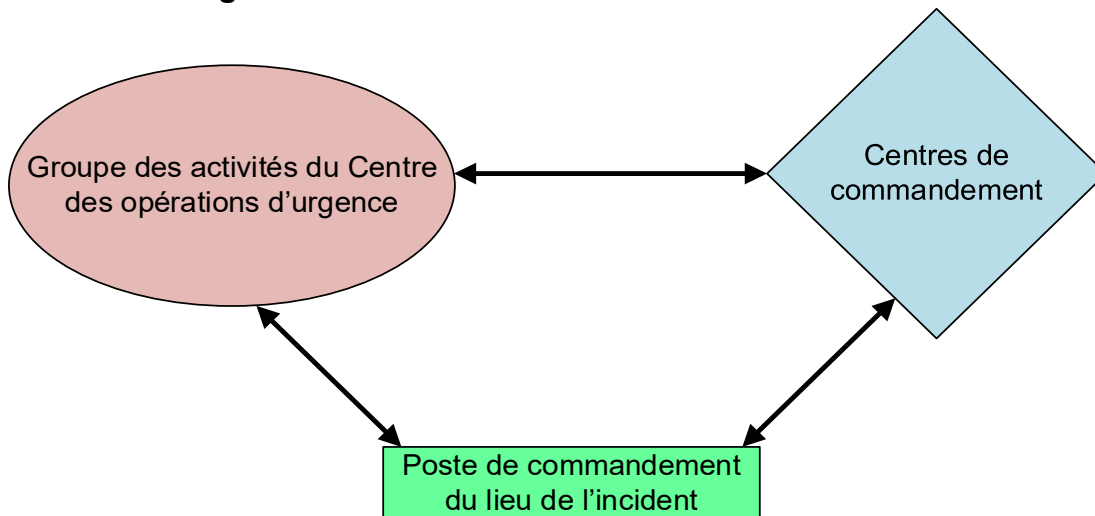 Groupe des activités du Centre
des opérations d’urgence
Centres de
commandement
Poste de commandement
du lieu de l’incident